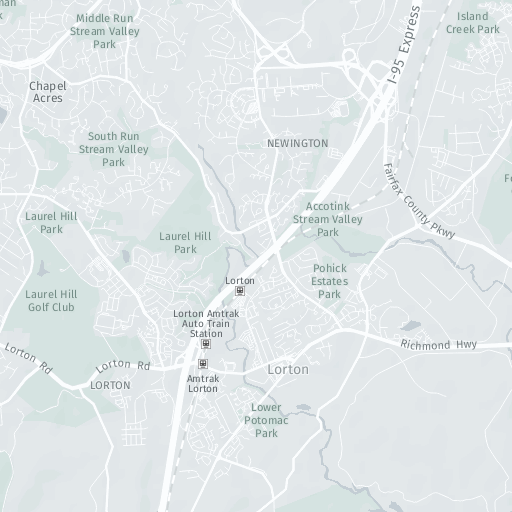 Middle Run
Stream Valley
Park
Island
Creek Park
I-95 Express
Chapel
Acres
South Run
Stream Valley
Park
NEWINGTON
Fairfax County Pkwy
Laurel Hill
Park
Accotink
Stream Valley
Park
Laurel Hill
Park
Pohick
Estates
Park
Lorton
Laurel Hill
Golf Club
Lorton Amtrak
Auto Train
Station
Richmond Hwy
Lorton Rd
Lorton Rd
LORTON
Amtrak
Lorton
Lorton
Lower
Potomac
Park